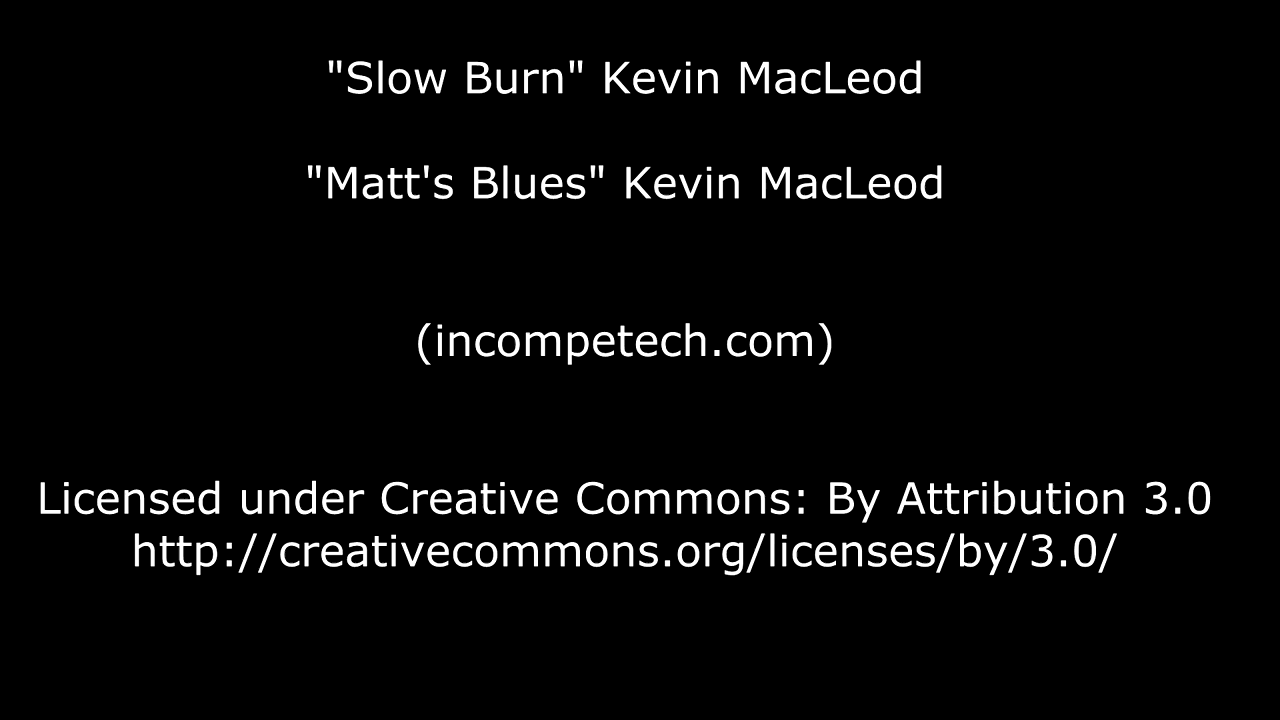 "Slow Burn" Kevin MacLeod
"Matt's Blues" Kevin MacLeod
(incompetech.com)
Licensed under Creative Commons: By Attribution 3.0
http://creativecommons.org/licenses/by/3.0/